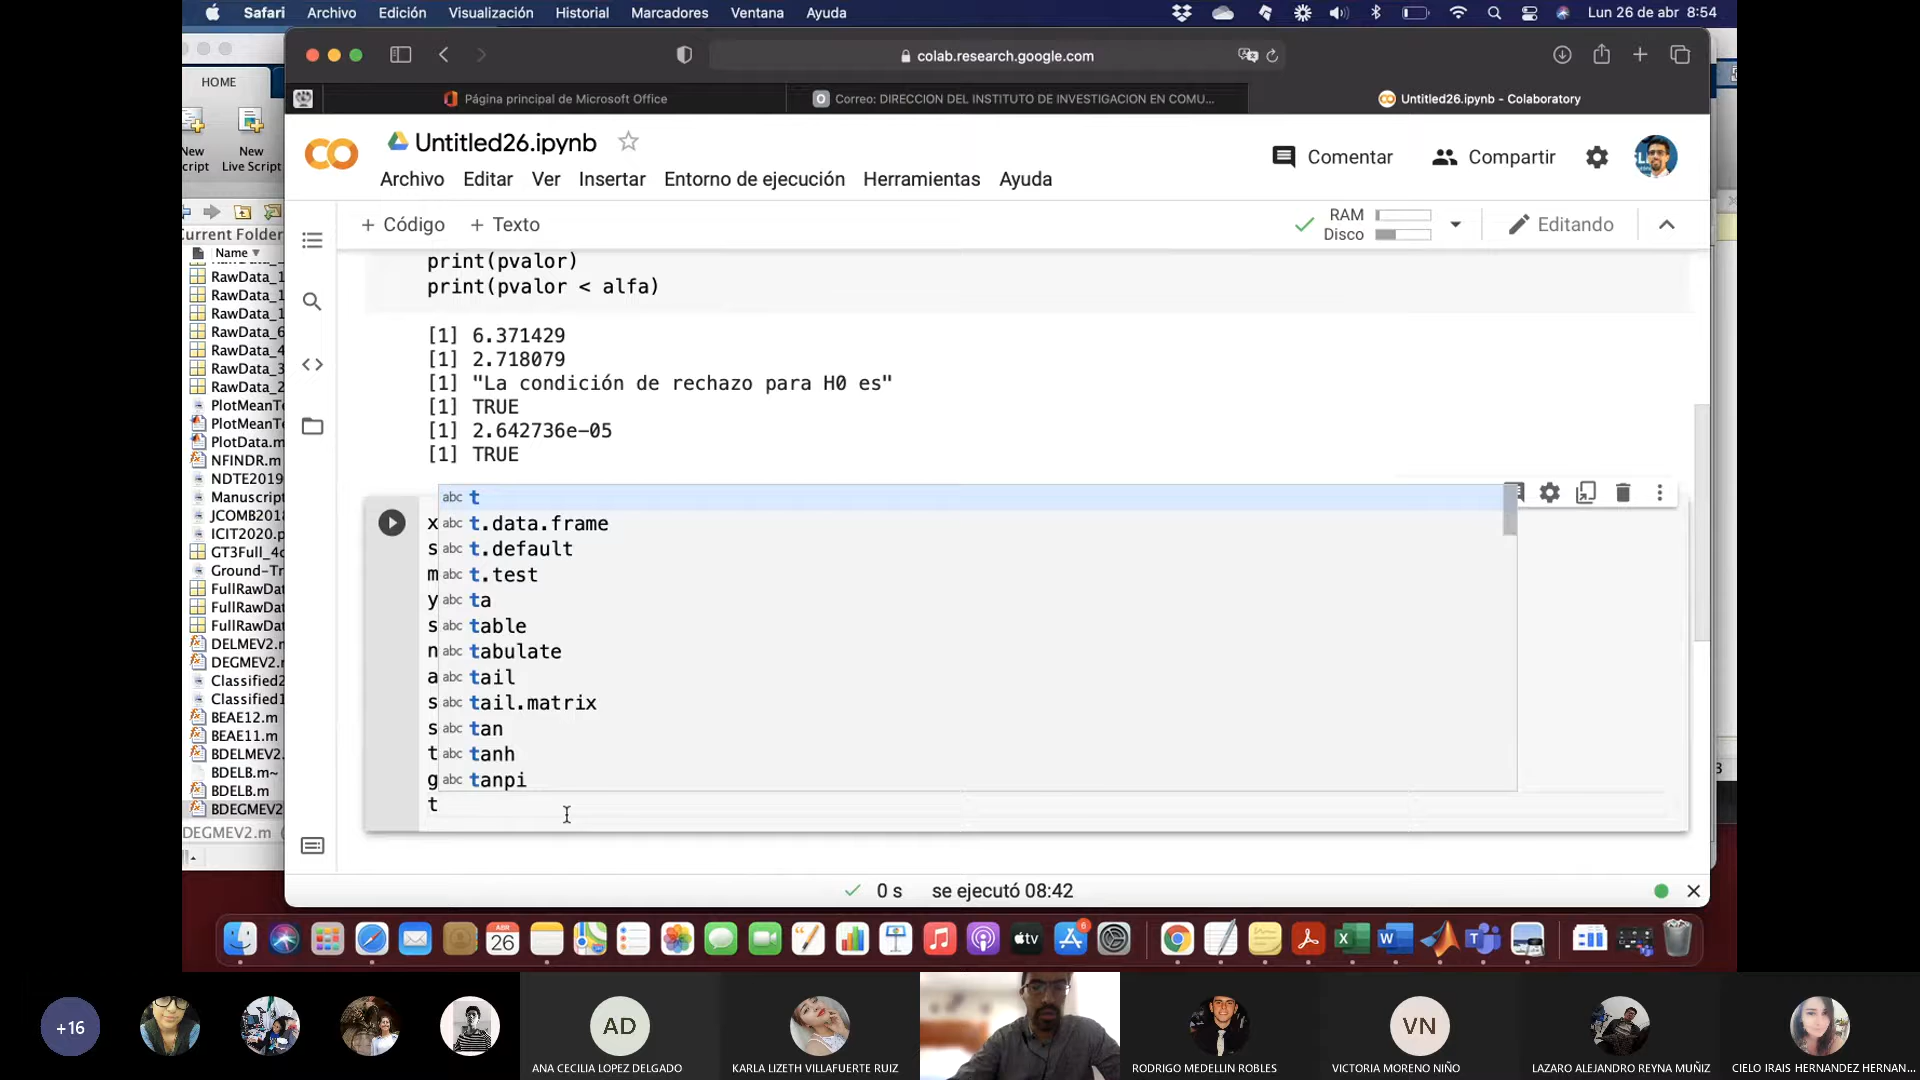 Safari Archivo Edición Visualización Historial Marcadores Ventana Ayuda
Lun 26 de abr 8:54
colab.research.google.com
Página principal de Microsoft Office
Correo: DIRECCION DEL INSTITUTO DE INVESTIGACION EN COMU...
Untitled26.ipynb - Colaboratory
HOME
New
New
cript
Live Script
Current Folder
Name
RawData_1
RawData_1
RawData_1
RawData_6
RawData_4
RawData_3
RawData_2
PlotMeanTe
PlotMeanTe
PlotData.m
NFINDR.m
NDTE2019
Manuscript
JCOMB2018
ICIT2020.p
GT3Full_4c
Ground-Tr
FullRawDat
FullRawDat
FullRawDat
DELMEV2.m
DEGMEV2.m
Classified2
Classified1
BEAE12.m
BEAE11.m
BDELMEV2.
BDELB.m~
BDELB.m
BDEGMEV2
DEGMEV2.m
Untitled26.ipynb
Archivo Editar Ver Insertar Entorno de ejecución Herramientas Ayuda
Comentar
Compartir
+ Código + Texto
RAM
Disco
Editando
print(pvalor)
print(pvalor < alfa)
[1] 6.371429
[1] 2.718079
[1] "La condición de rechazo para H0 es"
[1] TRUE
[1] 2.642736e-05
[1] TRUE
abc t
x abc t.data.frame
s abc t.default
m abc t.test
y abc ta
s abc table
n abc tabulate
a abc tail
s abc tail.matrix
s abc tan
t abc tanh
g abc tanpi
t
0 s se ejecutó 08:42
ABR
26
tv
6
+16
AD
VN
ANA CECILIA LOPEZ DELGADO
KARLA LIZETH VILLAFUERTE RUIZ
RODRIGO MEDELLIN ROBLES
VICTORIA MORENO NIÑO
LAZARO ALEJANDRO REYNA MUÑIZ
CIELO IRAIS HERNANDEZ HERNAN...